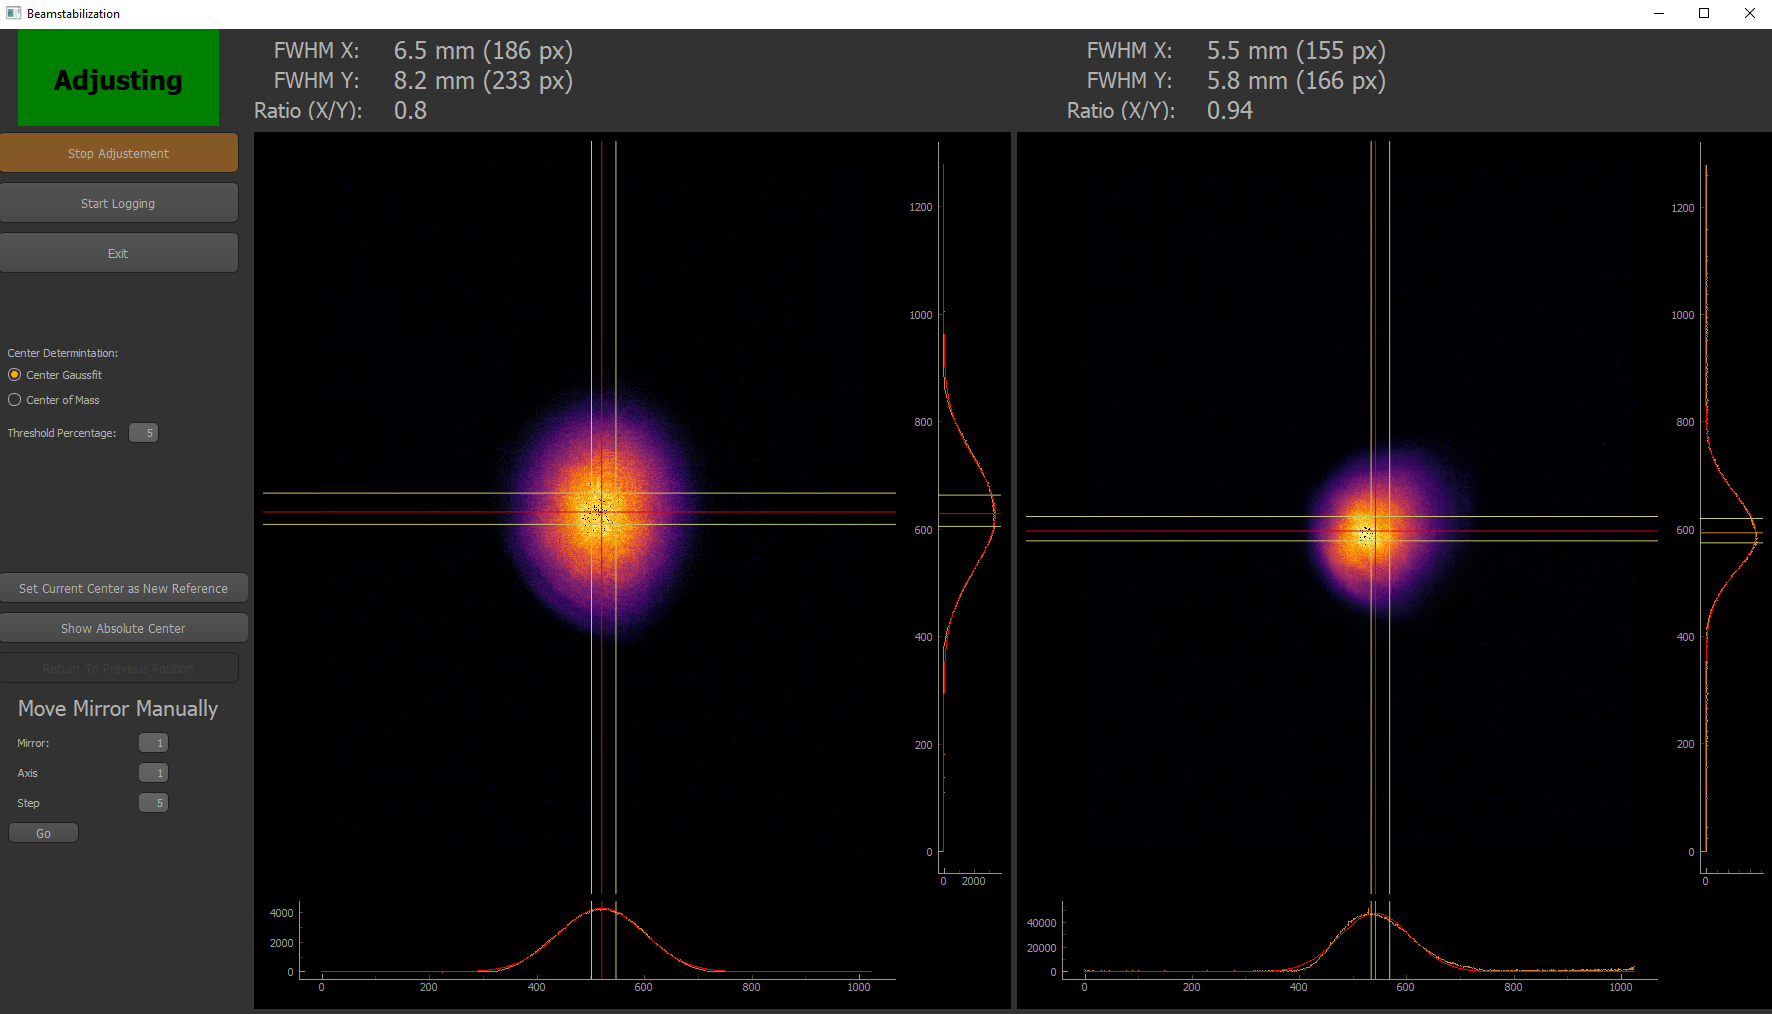 Beamstabilization
Adjusting
Stop Adjustement
Start Logging
Exit
Center Determintation:
Center Gaussfit
Center of Mass
Threshold Percentage: 5
Set Current Center as New Reference
Show Absolute Center
Return To Previous Position
Move Mirror Manually
Mirror: 1
Axis 1
Step 5
Go
FWHM X: 6.5 mm (186 px)
FWHM Y: 8.2 mm (233 px)
Ratio (X/Y): 0.8
1200
1000
800
600
400
200
0
0 2000
4000
2000
0
0 200 400 600 800 1000
FWHM X: 5.5 mm (155 px)
FWHM Y: 5.8 mm (166 px)
Ratio (X/Y): 0.94
1200
1000
800
600
400
200
0
0
40000
20000
0
0 200 400 600 800 1000